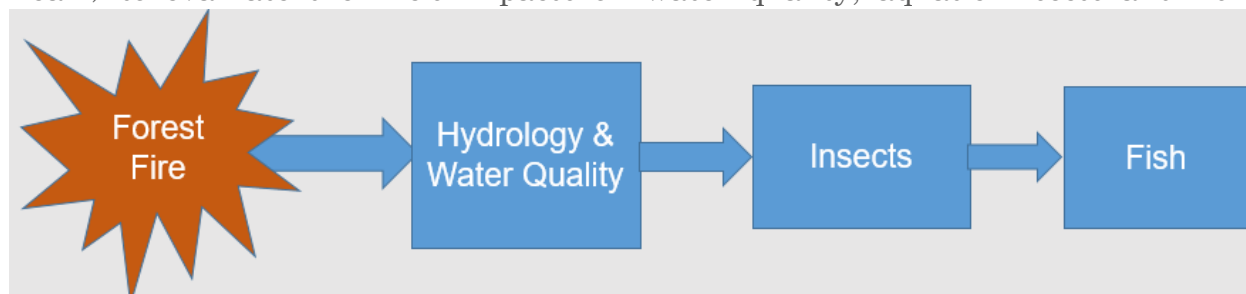 Forest
Fire
Hydrology &
Water Quality
Insects
Fish